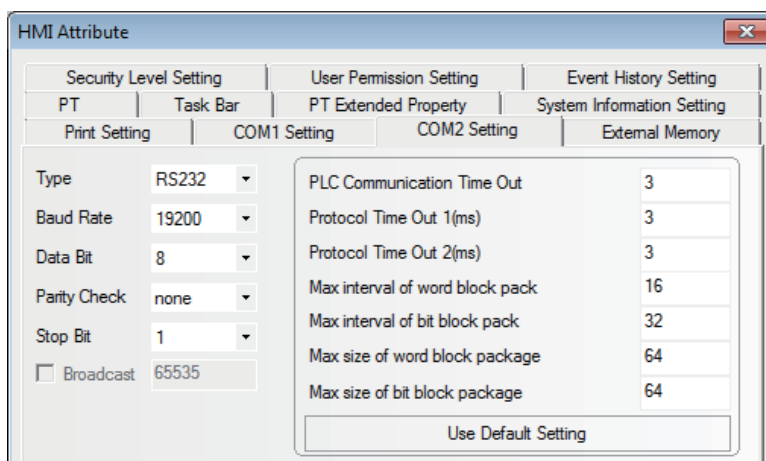 HMI Attribute
Security Level Setting
User Permission Setting
Event History Setting
PT
Task Bar
PT Extended Property
System Information Setting
Print Setting
COM1 Setting
COM2 Setting
External Memory
Type
RS232
Baud Rate
19200
Data Bit
8
Parity Check
none
Stop Bit
1
Broadcast
65535
PLC Communication Time Out
3
Protocol Time Out 1(ms)
3
Protocol Time Out 2(ms)
3
Max interval of word block pack
16
Max interval of bit block pack
32
Max size of word block package
64
Max size of bit block package
64
Use Default Setting